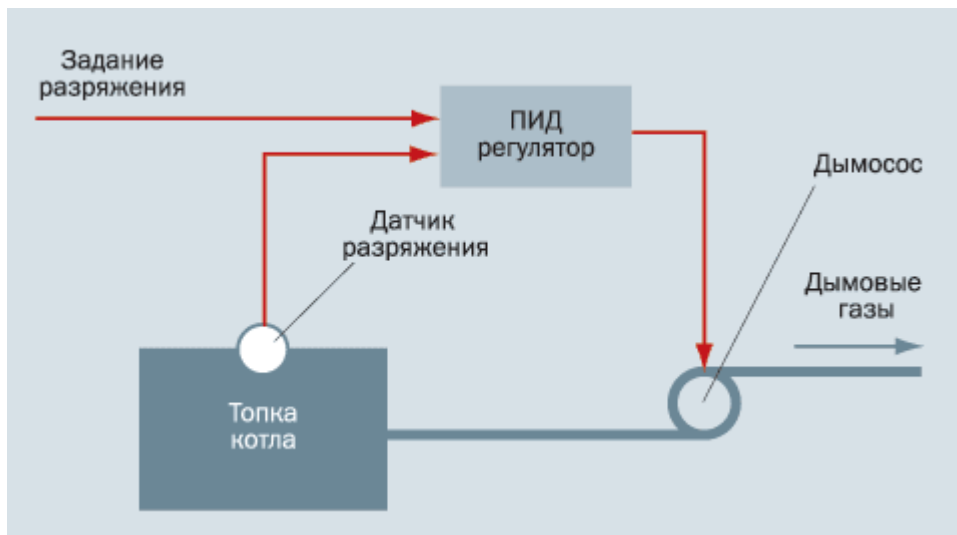 Задание
разряжения
ПИД
регулятор
Дымосос
Датчик
разряжения
Дымовые
газы
Топка
котла